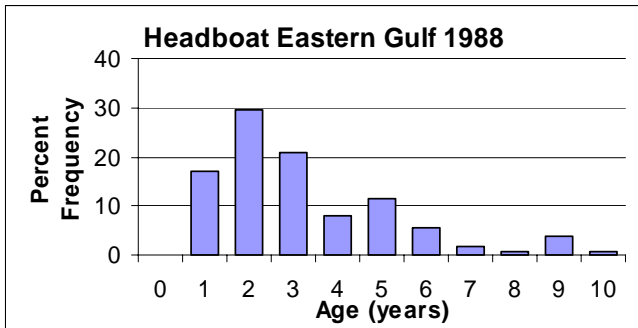 Headboat Eastern Gulf 1988
Percent
Frequency
40
30
20
10
0
0 1 2 3 4 5 6 7 8 9 10
Age (years)